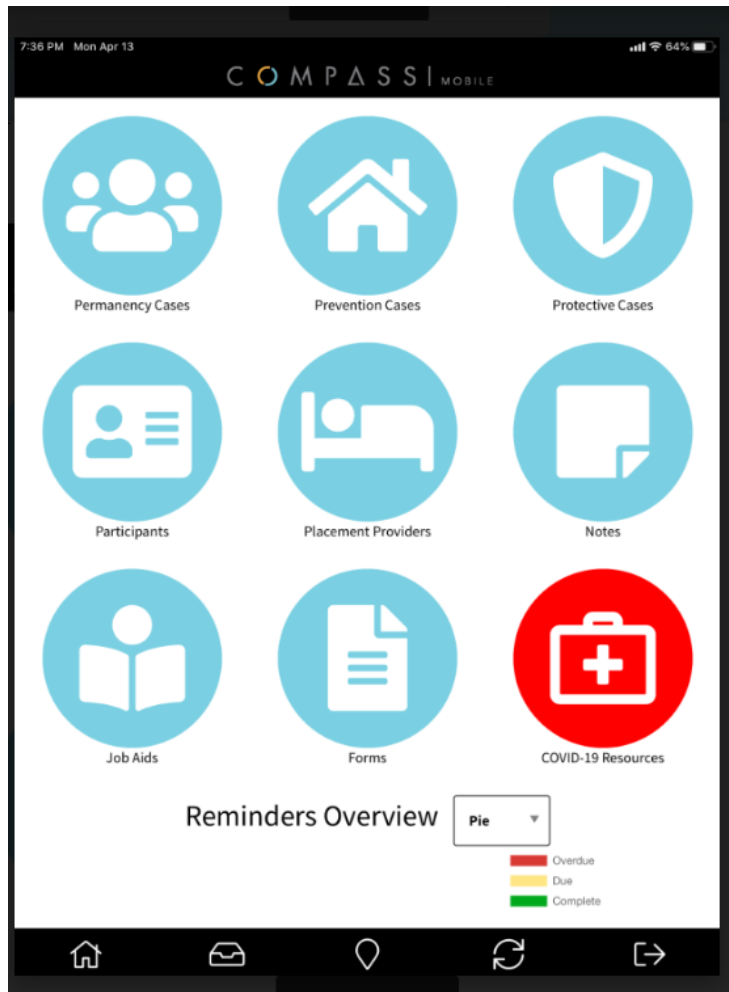 7:36 PM Mon Apr 13 64%
COMPASS | MOBILE
Permanency Cases Prevention Cases Protective Cases
Participants Placement Providers Notes
Job Aids Forms COVID-19 Resources
Reminders Overview Pie
Overdue
Due
Complete